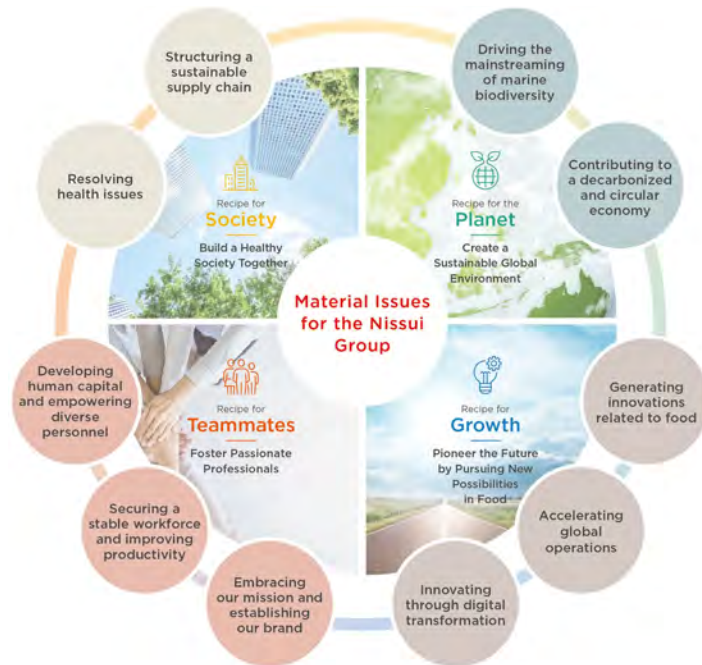 Structuring a
sustainable
supply chain
Driving the
mainstreaming
of marine
biodiversity
Resolving
health issues
Contributing to
a decarbonized
and circular
economy
Recipe for
Society
Build a Healthy
Society Together
Recipe for the
Planet
Create a
Sustainable Global
Environment
Material Issues
for the Nissui
Group
Recipe for
Teammates
Foster Passionate
Professionals
Recipe for
Growth
Pioneer the Future
by Pursuing New
Possibilities
in Food
Developing
human capital
and empowering
diverse
personnel
Generating
innovations
related to food
Securing a
stable workforce
and improving
productivity
Accelerating
global
operations
Embracing
our mission and
establishing
our brand
Innovating
through digital
transformation